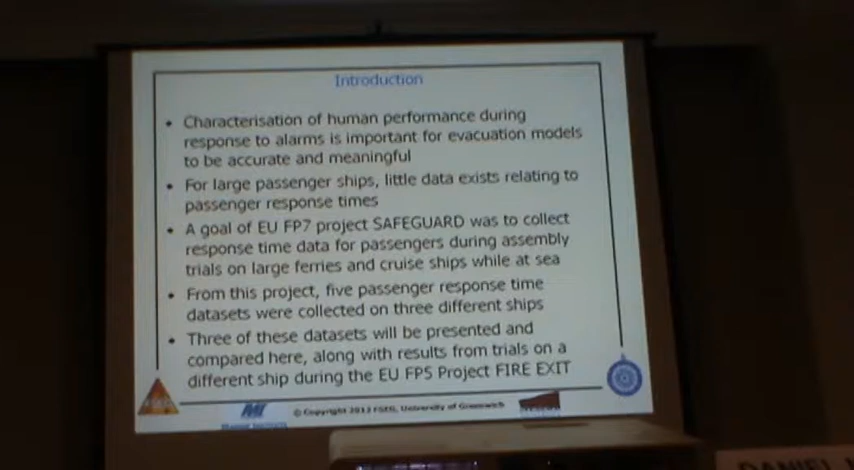 Introduction
• Characterisation of human performance during
response to alarms is important for evacuation models
to be accurate and meaningful
• For large passenger ships, little data exists relating to
passenger response times
• A goal of EU FP7 project SAFEGUARD was to collect
response time data for passengers during assembly
trials on large ferries and cruise ships while at sea
• From this project, five passenger response time
datasets were collected on three different ships
• Three of these datasets will be presented and
compared here, along with results from trials on a
different ship during the EU FP5 Project FIRE EXIT
© Copyright 2012 FSEG, University of Greenwich
DANIEL